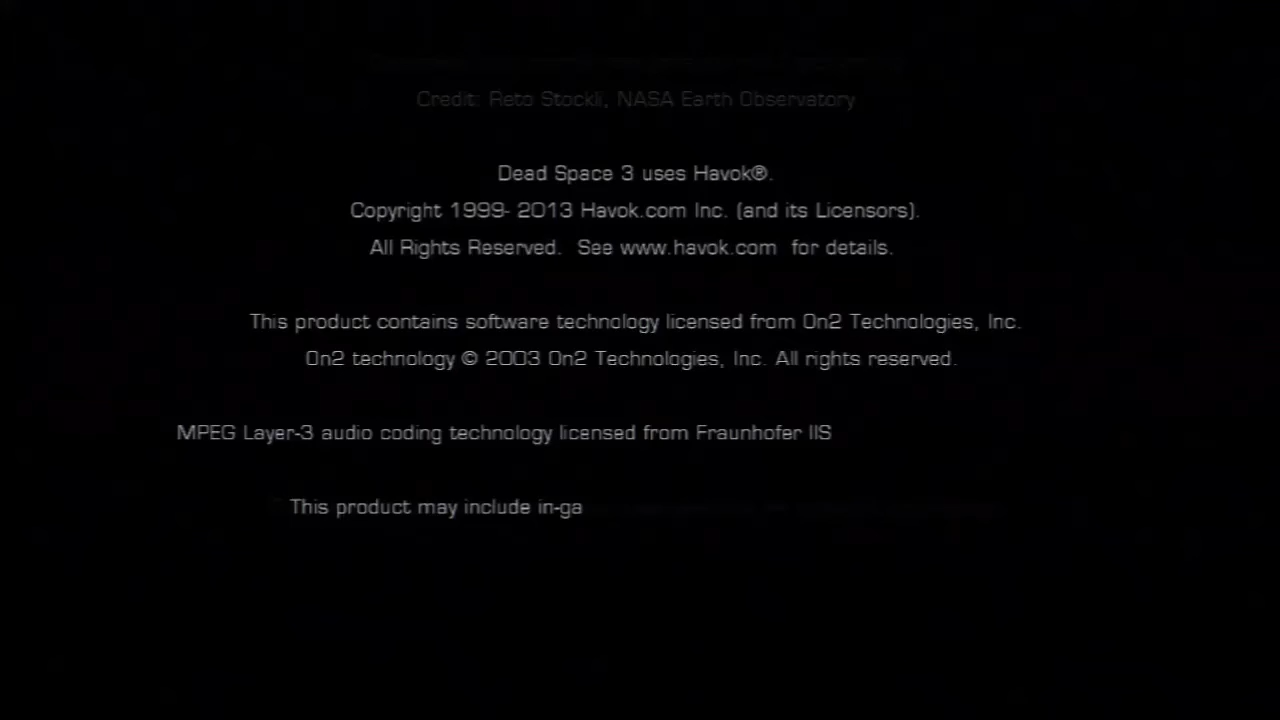 Credit: Reto Stockli, NASA Earth Observatory
Dead Space 3 uses Havok®.
Copyright 1999- 2013 Havok.com Inc. (and its Licensors).
All Rights Reserved.  See www.havok.com  for details.
This product contains software technology licensed from On2 Technologies, Inc.
On2 technology © 2003 On2 Technologies, Inc. All rights reserved.
MPEG Layer-3 audio coding technology licensed from Fraunhofer IIS
This product may include in-ga